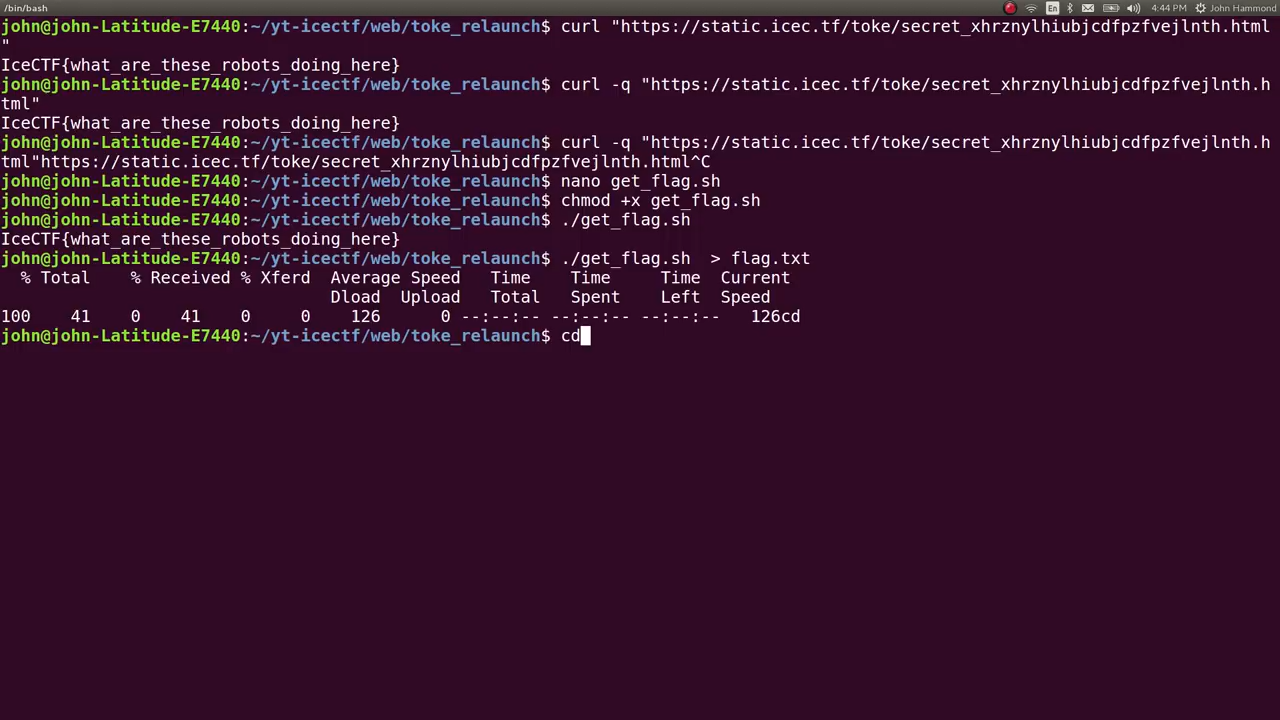 /bin/bash
En
4:44 PM
John Hammond
john@john-Latitude-E7440:~/yt-icectf/web/toke_relaunch$ curl "https://static.icec.tf/toke/secret_xhrznylhiubjcdfpzfvejlnth.html
"
IceCTF{what_are_these_robots_doing_here}
john@john-Latitude-E7440:~/yt-icectf/web/toke_relaunch$ curl -q "https://static.icec.tf/toke/secret_xhrznylhiubjcdfpzfvejlnth.h
tml"
IceCTF{what_are_these_robots_doing_here}
john@john-Latitude-E7440:~/yt-icectf/web/toke_relaunch$ curl -q "https://static.icec.tf/toke/secret_xhrznylhiubjcdfpzfvejlnth.h
tml"https://static.icec.tf/toke/secret_xhrznylhiubjcdfpzfvejlnth.html^C
john@john-Latitude-E7440:~/yt-icectf/web/toke_relaunch$ nano get_flag.sh
john@john-Latitude-E7440:~/yt-icectf/web/toke_relaunch$ chmod +x get_flag.sh
john@john-Latitude-E7440:~/yt-icectf/web/toke_relaunch$ ./get_flag.sh
IceCTF{what_are_these_robots_doing_here}
john@john-Latitude-E7440:~/yt-icectf/web/toke_relaunch$ ./get_flag.sh  > flag.txt
  % Total    % Received % Xferd  Average Speed   Time    Time     Time  Current
                                 Dload  Upload   Total   Spent    Left  Speed
100    41    0    41    0     0    126      0 --:--:-- --:--:-- --:--:--   126cd
john@john-Latitude-E7440:~/yt-icectf/web/toke_relaunch$ cd